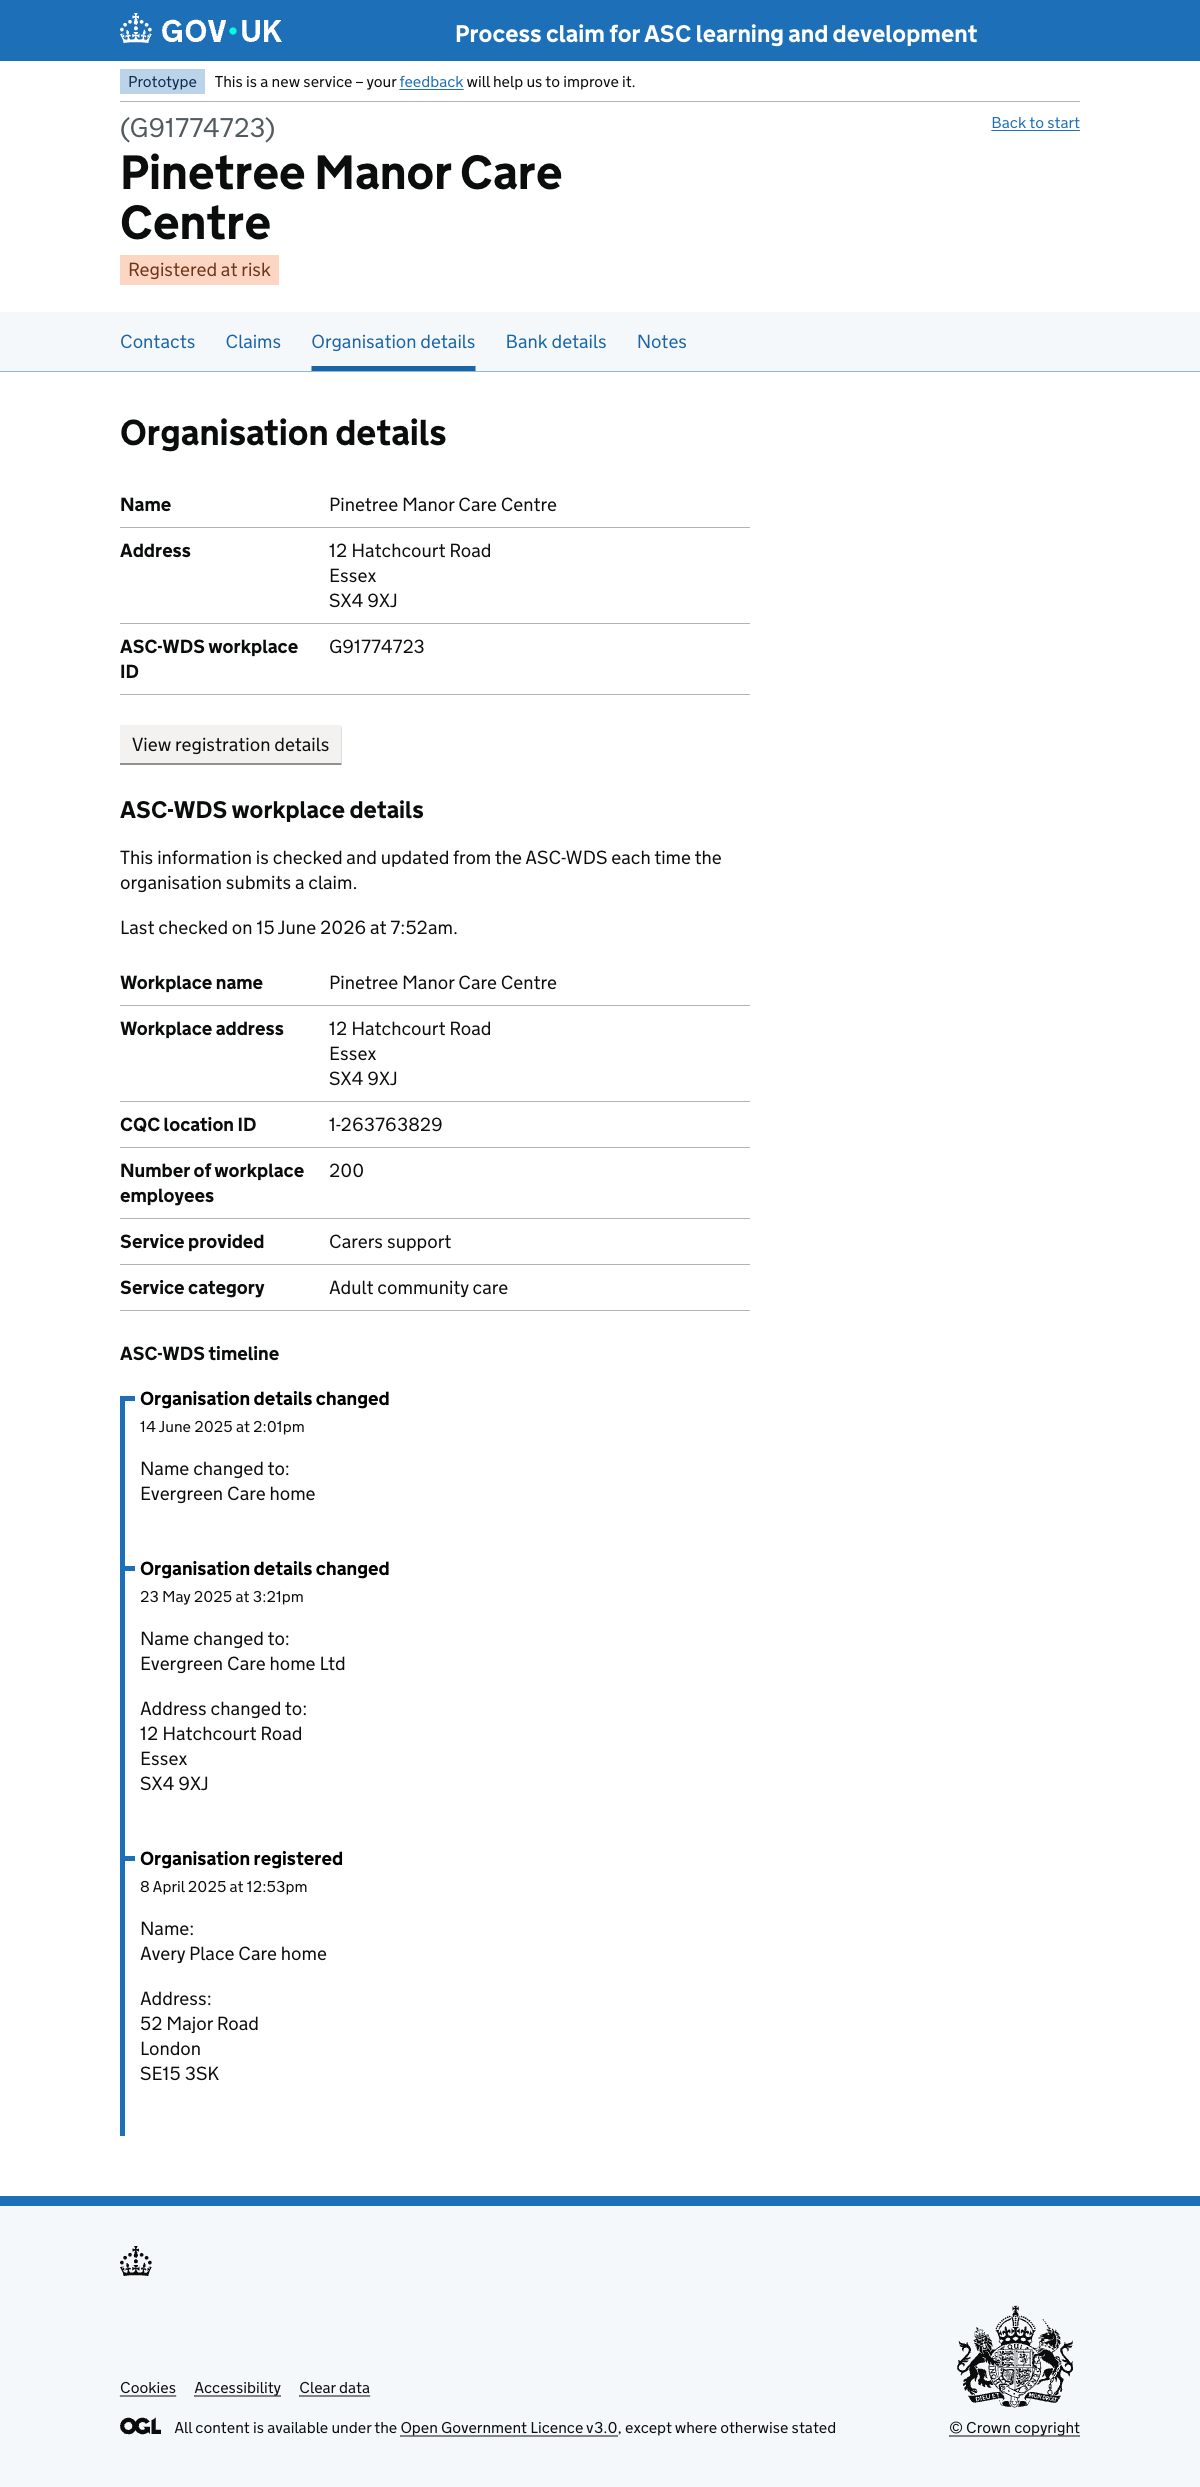 GOV·UK
Process claim for ASC learning and development
Prototype
This is a new service – your feedback will help us to improve it.
(G91774723)
Back to start
Pinetree Manor Care
Centre
Registered at risk
Contacts
Claims
Organisation details
Bank details
Notes
Organisation details
Name
Pinetree Manor Care Centre
Address
12 Hatchcourt Road
Essex
SX4 9XJ
ASC-WDS workplace
ID
G91774723
View registration details
ASC-WDS workplace details
This information is checked and updated from the ASC-WDS each time the
organisation submits a claim.
Last checked on 15 June 2026 at 7:52am.
Workplace name
Pinetree Manor Care Centre
Workplace address
12 Hatchcourt Road
Essex
SX4 9XJ
CQC location ID
1-263763829
Number of workplace
employees
200
Service provided
Carers support
Service category
Adult community care
ASC-WDS timeline
Organisation details changed
14 June 2025 at 2:01pm
Name changed to:
Evergreen Care home
Organisation details changed
23 May 2025 at 3:21pm
Name changed to:
Evergreen Care home Ltd
Address changed to:
12 Hatchcourt Road
Essex
SX4 9XJ
Organisation registered
8 April 2025 at 12:53pm
Name:
Avery Place Care home
Address:
52 Major Road
London
SE15 3SK
Cookies
Accessibility
Clear data
OGL
All content is available under the Open Government Licence v3.0, except where otherwise stated
© Crown copyright